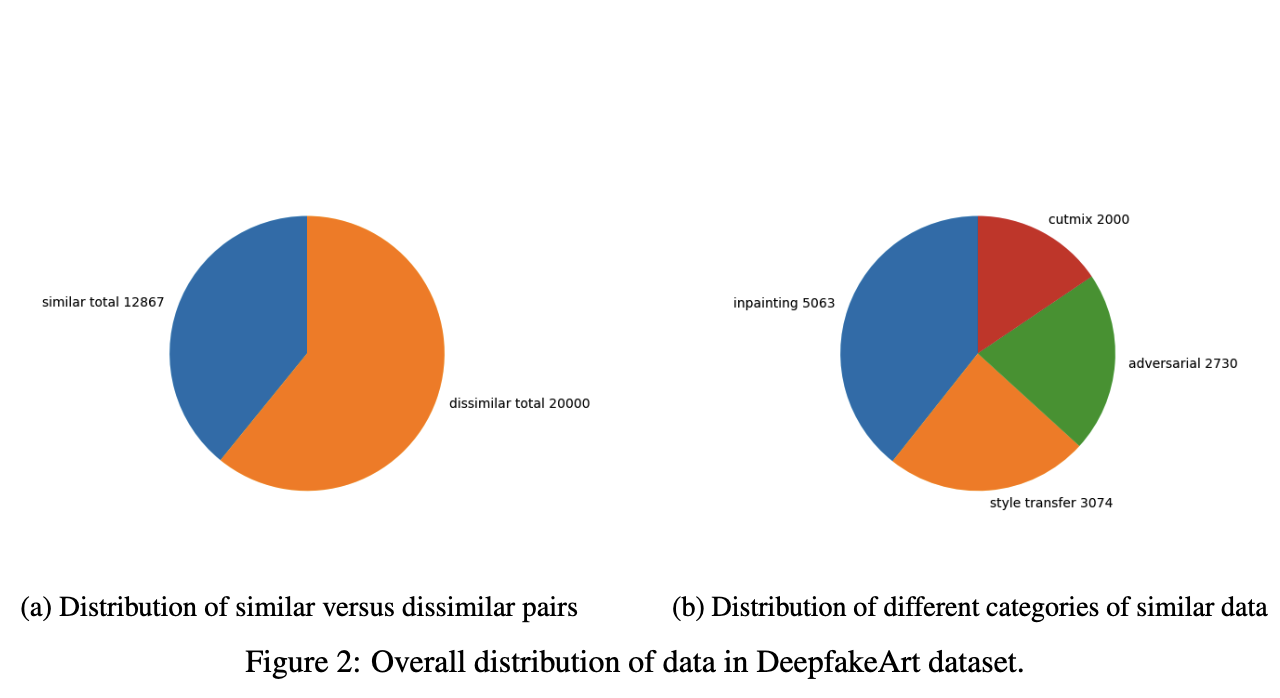 similar total 12867
dissimilar total 20000
(a) Distribution of similar versus dissimilar pairs
cutmix 2000
inpainting 5063
adversarial 2730
style transfer 3074
(b) Distribution of different categories of similar data
Figure 2: Overall distribution of data in DeepfakeArt dataset.